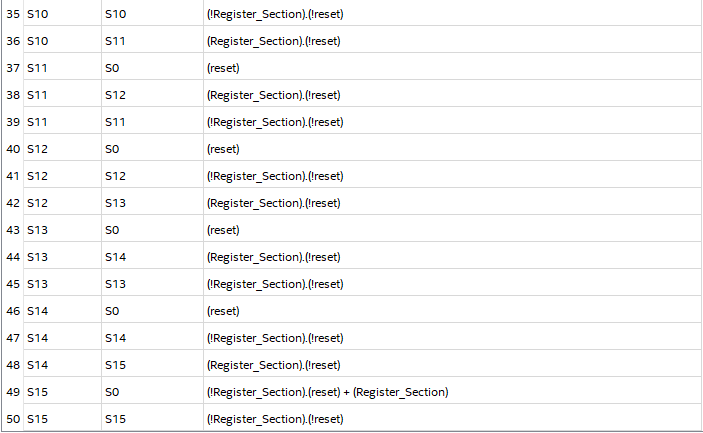 35 S10 S10 (!Register_Section).(!reset)
36 S10 S11 (Register_Section).(!reset)
37 S11 S0 (reset)
38 S11 S12 (Register_Section).(!reset)
39 S11 S11 (!Register_Section).(!reset)
40 S12 S0 (reset)
41 S12 S12 (!Register_Section).(!reset)
42 S12 S13 (Register_Section).(!reset)
43 S13 S0 (reset)
44 S13 S14 (Register_Section).(!reset)
45 S13 S13 (!Register_Section).(!reset)
46 S14 S0 (reset)
47 S14 S14 (!Register_Section).(!reset)
48 S14 S15 (Register_Section).(!reset)
49 S15 S0 (!Register_Section).(reset) + (Register_Section)
50 S15 S15 (!Register_Section).(!reset)